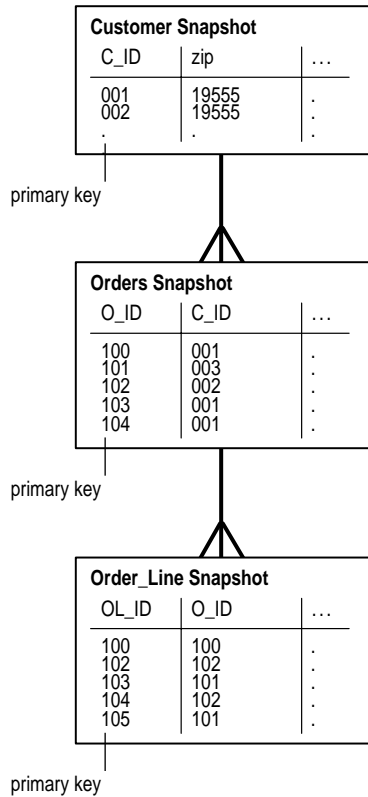 Customer Snapshot
C_ID zip ...
001 19555 .
002 19555 .
. . .
primary key
Orders Snapshot
O_ID C_ID ...
100 001 .
101 003 .
102 002 .
103 001 .
104 001 .
primary key
Order_Line Snapshot
OL_ID O_ID ...
100 100 .
102 102 .
103 101 .
104 102 .
105 101 .
primary key